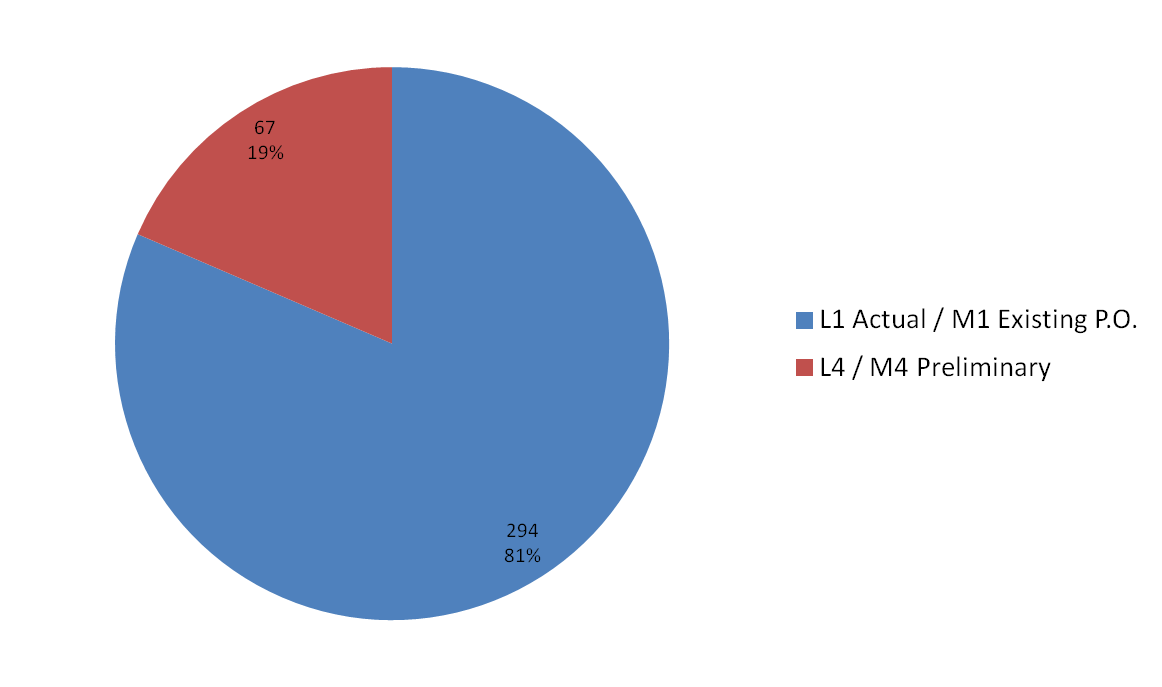 67
19%
294
81%
L1 Actual / M1 Existing P.O.
L4 / M4 Preliminary